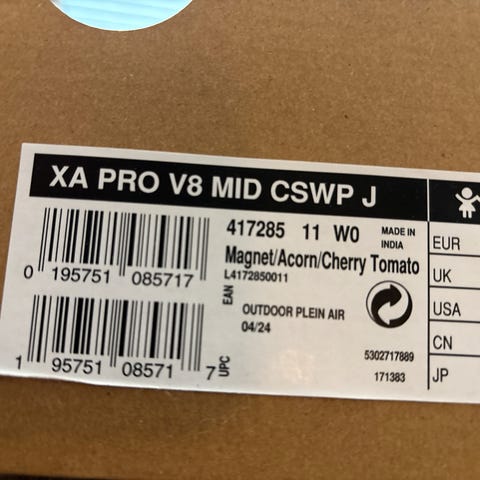 XA PRO V8 MID CSWP J
417285 11 W0 MADE IN INDIA
Magnet/Acorn/Cherry Tomato
L4172850011
0 195751 085717
EAN
OUTDOOR PLEIN AIR
04/24
5302717889
171383
1 95751 08571 7
UPC
EUR
UK
USA
CN
JP